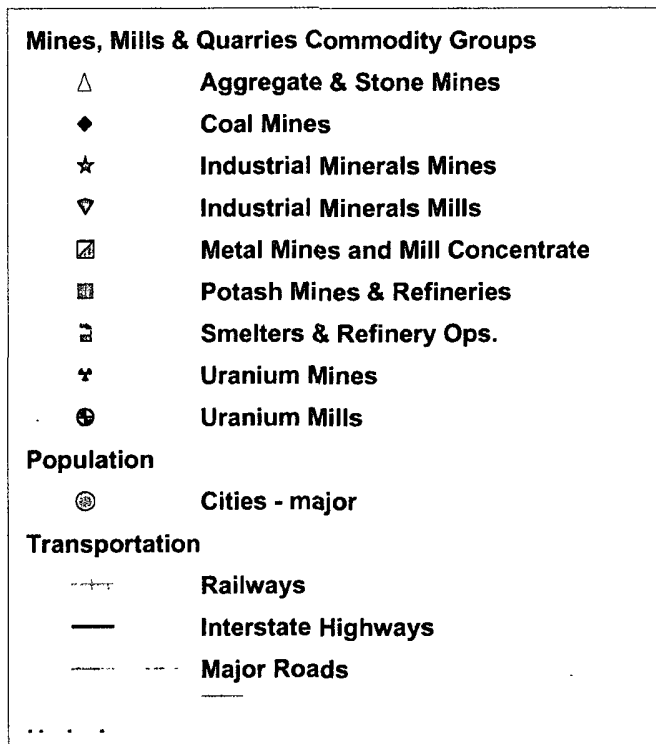 Mines, Mills & Quarries Commodity Groups
Aggregate & Stone Mines
Coal Mines
Industrial Minerals Mines
Industrial Minerals Mills
Metal Mines and Mill Concentrate
Potash Mines & Refineries
Smelters & Refinery Ops.
Uranium Mines
Uranium Mills
Population
Cities - major
Transportation
Railways
Interstate Highways
Major Roads